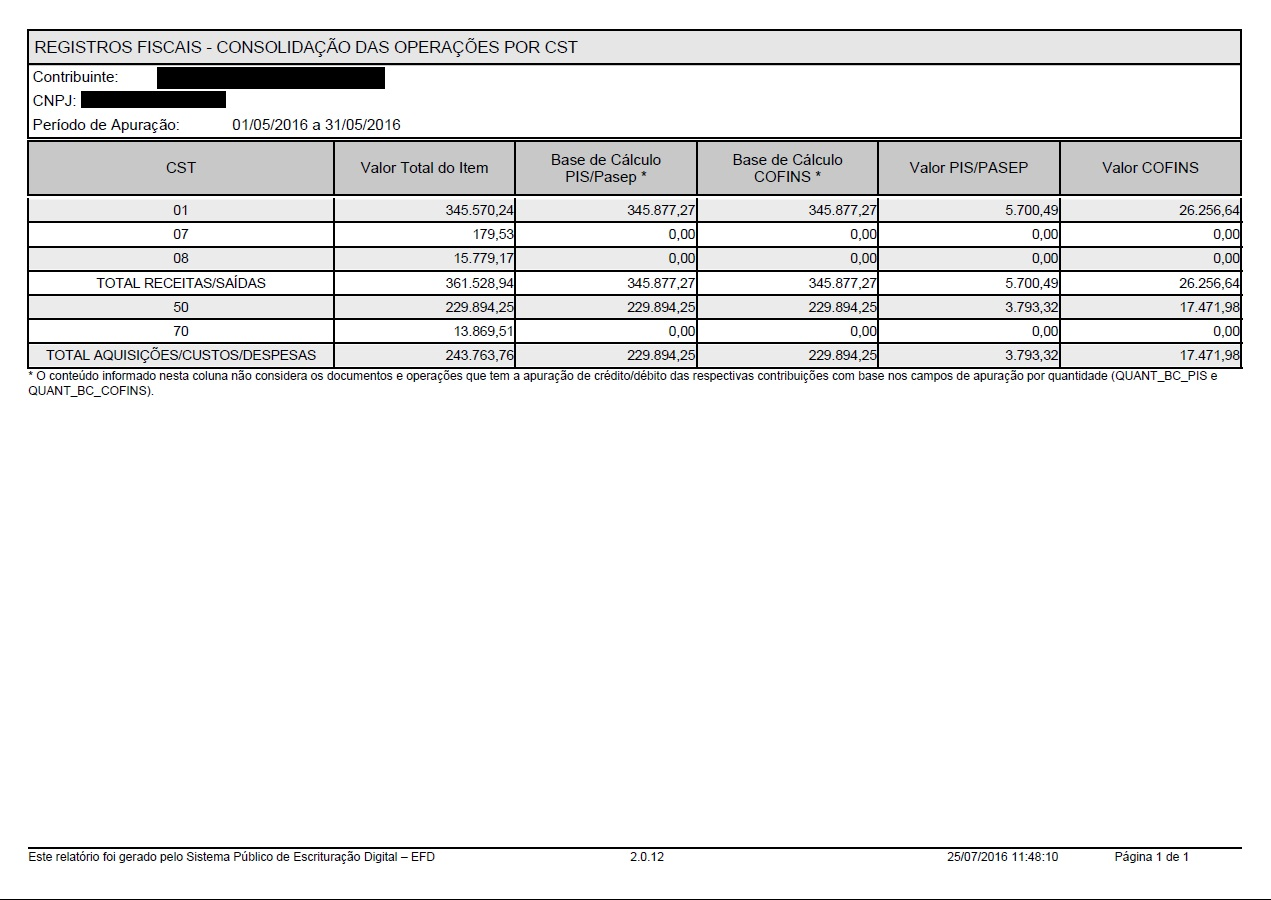 REGISTROS FISCAIS - CONSOLIDAÇÃO DAS OPERAÇÕES POR CST
Contribuinte:
CNPJ:
Período de Apuração: 01/05/2016 a 31/05/2016
CST Valor Total do Item Base de Cálculo PIS/Pasep * Base de Cálculo COFINS * Valor PIS/PASEP Valor COFINS
01 345.570,24 345.877,27 345.877,27 5.700,49 26.256,64
07 179,53 0,00 0,00 0,00 0,00
08 15.779,17 0,00 0,00 0,00 0,00
TOTAL RECEITAS/SAÍDAS 361.528,94 345.877,27 345.877,27 5.700,49 26.256,64
50 229.894,25 229.894,25 229.894,25 3.793,32 17.471,98
70 13.869,51 0,00 0,00 0,00 0,00
TOTAL AQUISIÇÕES/CUSTOS/DESPESAS 243.763,76 229.894,25 229.894,25 3.793,32 17.471,98
* O conteúdo informado nesta coluna não considera os documentos e operações que tem a apuração de crédito/débito das respectivas contribuições com base nos campos de apuração por quantidade (QUANT_BC_PIS e
QUANT_BC_COFINS).
Este relatório foi gerado pelo Sistema Público de Escrituração Digital – EFD 2.0.12 25/07/2016 11:48:10 Página 1 de 1